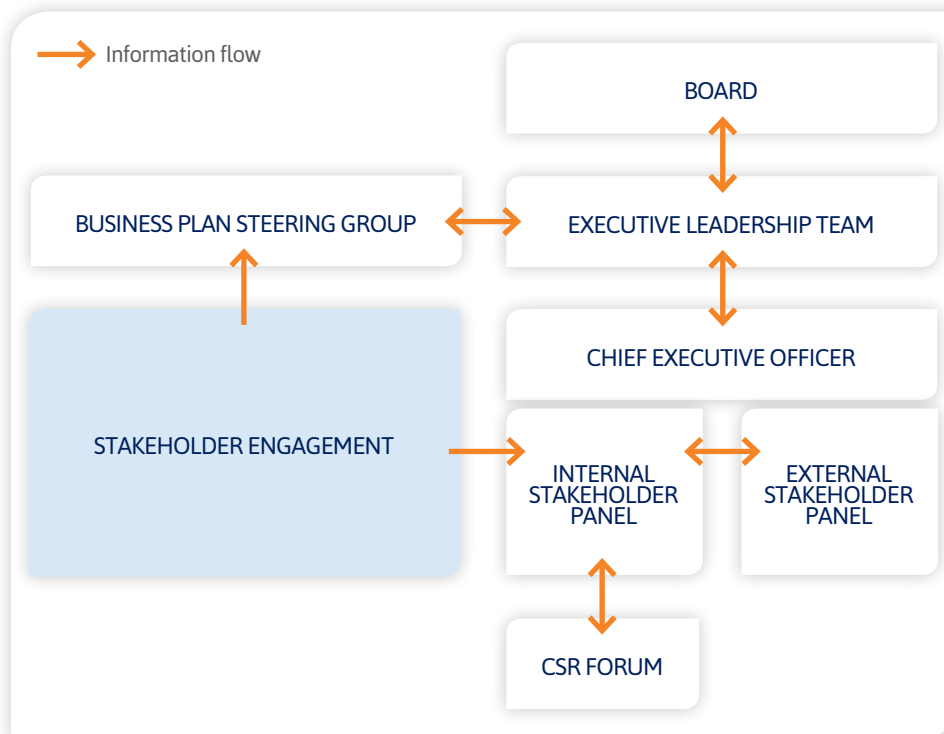 Information flow
BOARD
BUSINESS PLAN STEERING GROUP
EXECUTIVE LEADERSHIP TEAM
CHIEF EXECUTIVE OFFICER
STAKEHOLDER ENGAGEMENT
INTERNAL
STAKEHOLDER
PANEL
EXTERNAL
STAKEHOLDER
PANEL
CSR FORUM